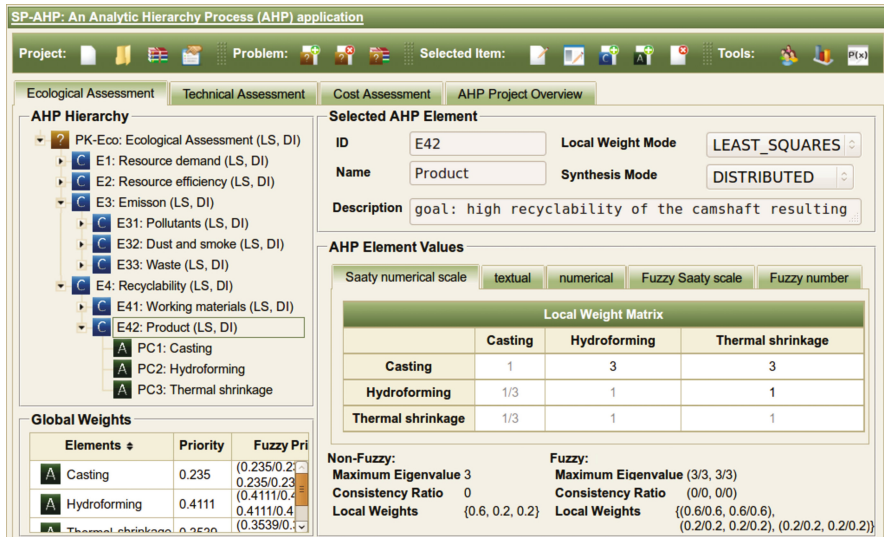 SP-AHP: An Analytic Hierarchy Process (AHP) application
Project: Problem: Selected Item: Tools: P(x)
Ecological Assessment Technical Assessment Cost Assessment AHP Project Overview
AHP Hierarchy
? PK-Eco: Ecological Assessment (LS, DI)
C E1: Resource demand (LS, DI)
C E2: Resource efficiency (LS, DI)
C E3: Emisson (LS, DI)
C E31: Pollutants (LS, DI)
C E32: Dust and smoke (LS, DI)
C E33: Waste (LS, DI)
C E4: Recyclability (LS, DI)
C E41: Working materials (LS, DI)
C E42: Product (LS, DI)
A PC1: Casting
A PC2: Hydroforming
A PC3: Thermal shrinkage
Global Weights
Elements Priority Fuzzy Pri
A Casting 0.235 (0.235/0.23
0.235/0.23
A Hydroforming 0.4111 (0.4111/0.4
0.4111/0.4
A Thermal shrinkage 0.3539 (0.3539/0.
Selected AHP Element
ID E42 Local Weight Mode LEAST_SQUARES
Name Product Synthesis Mode DISTRIBUTED
Description goal: high recyclability of the camshaft resulting
AHP Element Values
Saaty numerical scale textual numerical Fuzzy Saaty scale Fuzzy number
Local Weight Matrix
Casting Hydroforming Thermal shrinkage
Casting 1 3 3
Hydroforming 1/3 1 1
Thermal shrinkage 1/3 1 1
Non-Fuzzy: Fuzzy:
Maximum Eigenvalue 3 Maximum Eigenvalue (3/3, 3/3)
Consistency Ratio 0 Consistency Ratio (0/0, 0/0)
Local Weights {0.6, 0.2, 0.2} Local Weights {(0.6/0.6, 0.6/0.6),
(0.2/0.2, 0.2/0.2), (0.2/0.2, 0.2/0.2)}